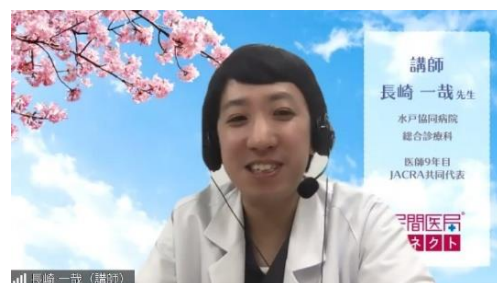 講師
長崎 一哉先生
水戸協同病院
総合診療科
医師9年目
JACRA共同代表
間医局
ネクト
長崎 一哉（講師）